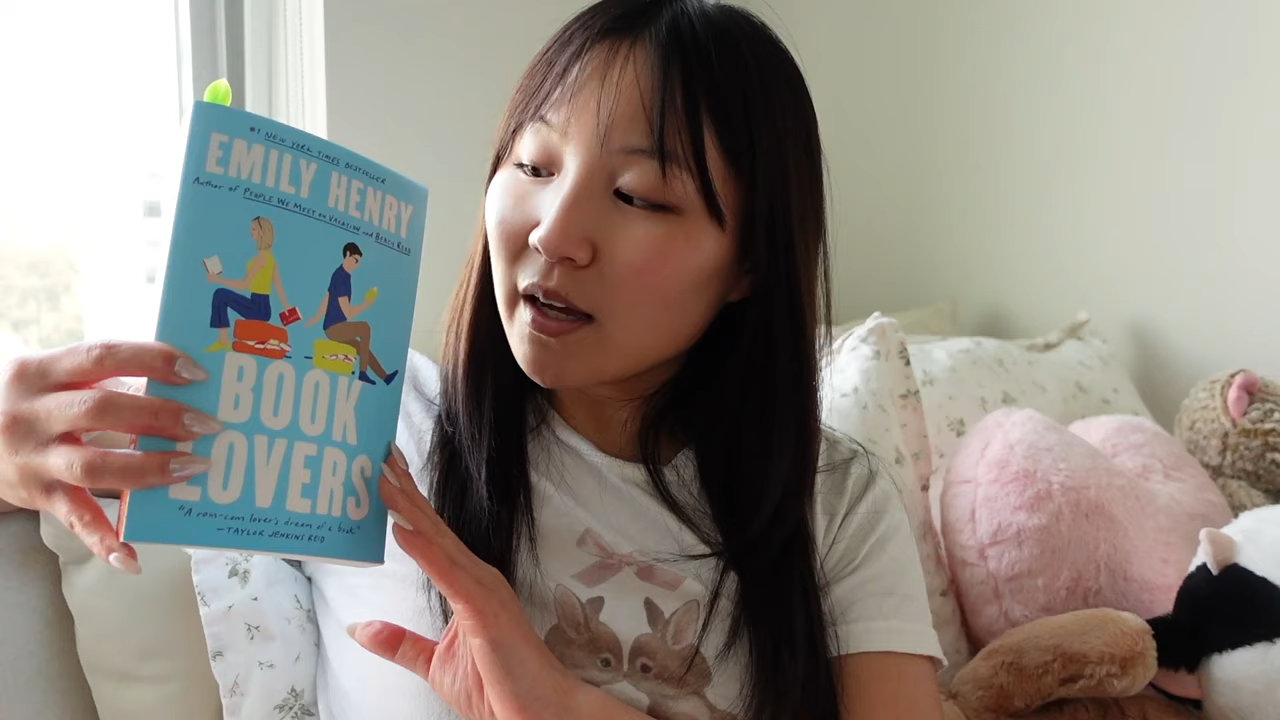 #1 NEW YORK TIMES BESTSELLER
EMILY HENRY
Author of PEOPLE WE MEET ON VACATION and BEACH READ
BOOK
LOVERS
"A rom-com lover's dream of a book"
—TAYLOR JENKINS REID